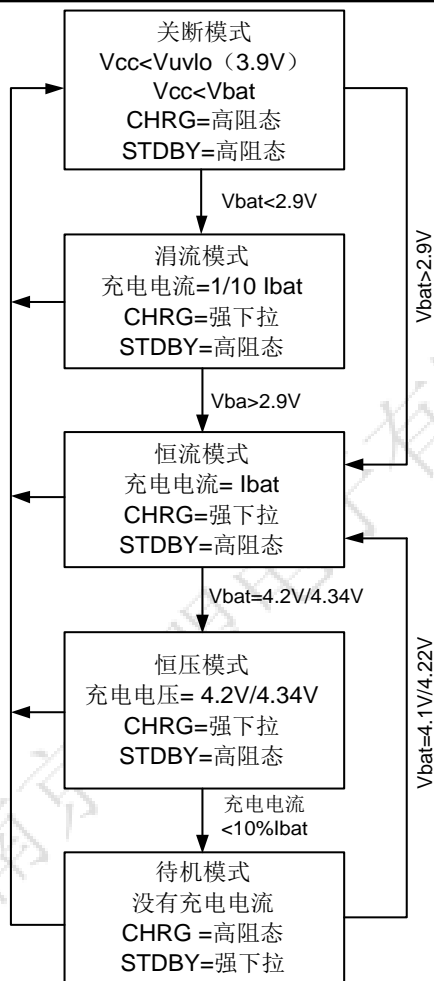 关断模式
Vcc<Vuvlo（3.9V）
Vcc<Vbat
CHRG=高阻态
STDBY=高阻态
Vbat<2.9V
Vbat>2.9V
涓流模式
充电电流=1/10 Ibat
CHRG=强下拉
STDBY=高阻态
Vba>2.9V
恒流模式
充电电流= Ibat
CHRG=强下拉
STDBY=高阻态
Vbat=4.2V/4.34V
Vbat=4.1V/4.22V
恒压模式
充电电压= 4.2V/4.34V
CHRG=强下拉
STDBY=高阻态
充电电流
<10%Ibat
待机模式
没有充电电流
CHRG =高阻态
STDBY=强下拉